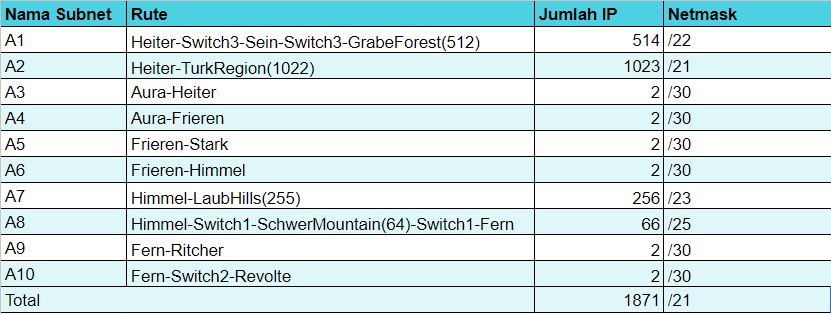 Nama Subnet Rute Jumlah IP Netmask
A1 Heiter-Switch3-Sein-Switch3-GrabeForest(512) 514 /22
A2 Heiter-TurkRegion(1022) 1023 /21
A3 Aura-Heiter 2 /30
A4 Aura-Frieren 2 /30
A5 Frieren-Stark 2 /30
A6 Frieren-Himmel 2 /30
A7 Himmel-LaubHills(255) 256 /23
A8 Himmel-Switch1-SchwerMountain(64)-Switch1-Fern 66 /25
A9 Fern-Ritcher 2 /30
A10 Fern-Switch2-Revolte 2 /30
Total 1871 /21